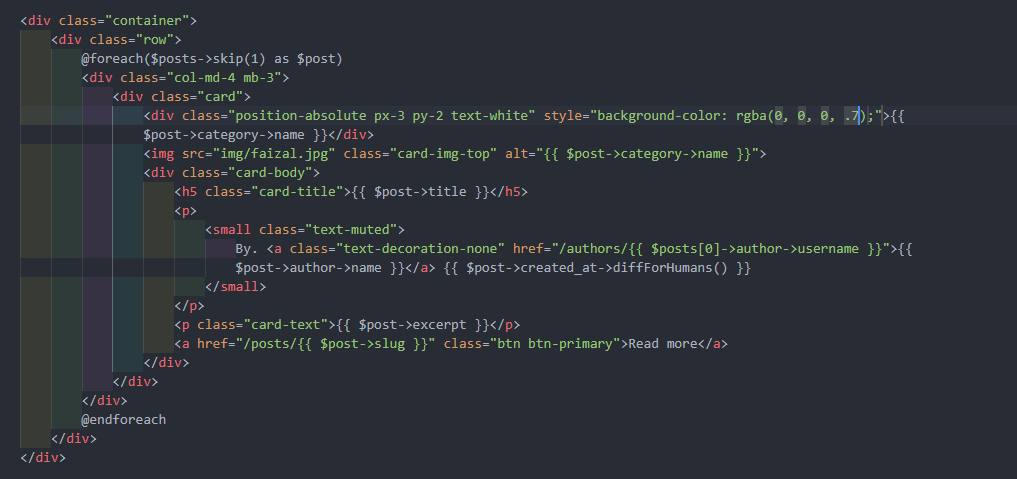 <div class="container">
<div class="row">
@foreach($posts->skip(1) as $post)
<div class="col-md-4 mb-3">
<div class="card">
<div class="position-absolute px-3 py-2 text-white" style="background-color: rgba(0, 0, 0, .7);">{{
$post->category->name }}</div>
<img src="img/faizal.jpg" class="card-img-top" alt="{{ $post->category->name }}">
<div class="card-body">
<h5 class="card-title">{{ $post->title }}</h5>
<p>
<small class="text-muted">
By. <a class="text-decoration-none" href="/authors/{{ $posts[0]->author->username }}">{{
$post->author->name }}</a> {{ $post->created_at->diffForHumans() }}
</small>
</p>
<p class="card-text">{{ $post->excerpt }}</p>
<a href="/posts/{{ $post->slug }}" class="btn btn-primary">Read more</a>
</div>
</div>
</div>
@endforeach
</div>
</div>